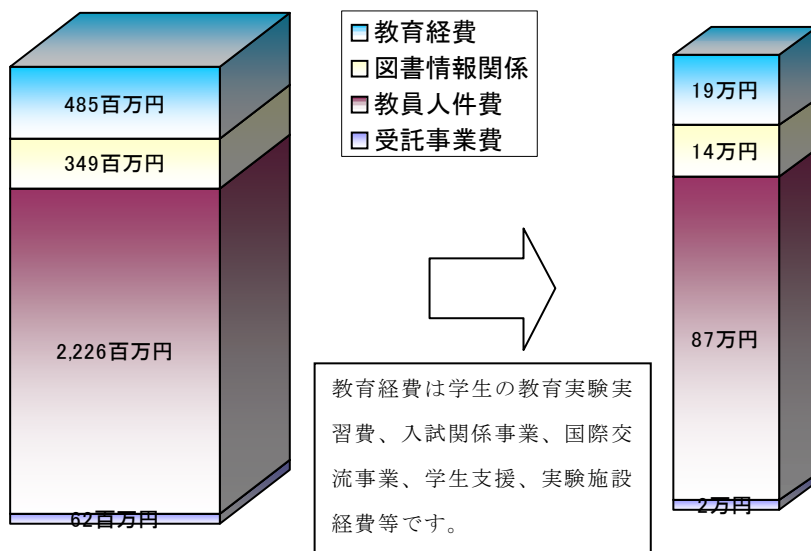 教育経費
図書情報関係
教員人件費
受託事業費
485百万円
349百万円
2,226百万円
62百万円
19万円
14万円
87万円
2万円
教育経費は学生の教育実験実
習費、入試関係事業、国際交
流事業、学生支援、実験施設
経費等です。